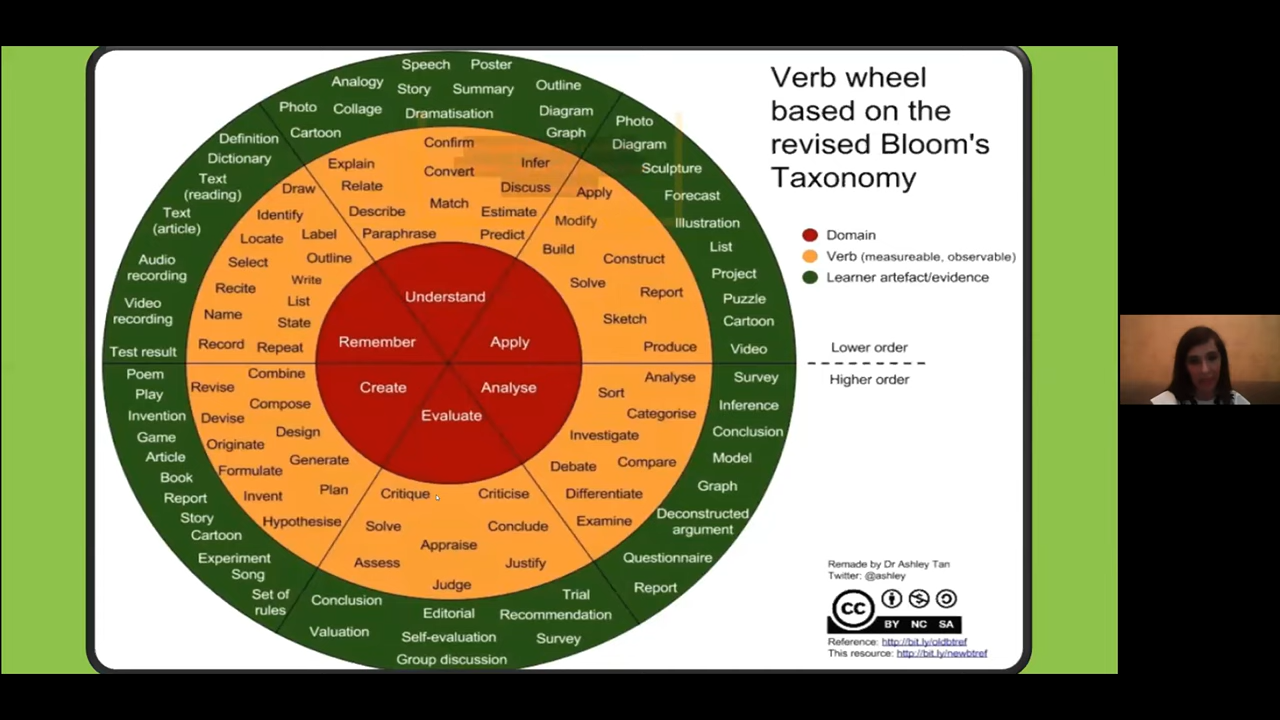 Verb wheel
based on the
revised Bloom's
Taxonomy
Domain
Verb (measureable, observable)
Learner artefact/evidence
Lower order
Higher order
Understand
Remember
Apply
Create
Analyse
Evaluate
Speech
Poster
Analogy
Story
Summary
Outline
Photo
Collage
Dramatisation
Diagram
Cartoon
Graph
Confirm
Explain
Infer
Convert
Relate
Discuss
Match
Describe
Estimate
Paraphrase
Predict
Photo
Diagram
Sculpture
Forecast
Illustration
List
Project
Puzzle
Cartoon
Video
Apply
Modify
Build
Construct
Solve
Report
Sketch
Produce
Survey
Inference
Conclusion
Model
Graph
Deconstructed
argument
Questionnaire
Report
Analyse
Sort
Categorise
Investigate
Debate
Compare
Differentiate
Examine
Critique
Criticise
Solve
Conclude
Appraise
Assess
Justify
Judge
Conclusion
Trial
Editorial
Recommendation
Valuation
Self-evaluation
Survey
Group discussion
Combine
Revise
Compose
Devise
Design
Originate
Generate
Formulate
Plan
Invent
Hypothesise
Poem
Play
Invention
Game
Article
Book
Report
Story
Cartoon
Experiment
Song
Set of
rules
Definition
Dictionary
Text
(reading)
Text
(article)
Audio
recording
Video
recording
Test result
Draw
Identify
Label
Locate
Outline
Select
Write
Recite
List
Name
State
Record
Repeat
Remade by Dr Ashley Tan
Twitter: @ashley
CC
BY NC SA
Reference: http://bit.ly/oldbtref
This resource: http://bit.ly/newbtref